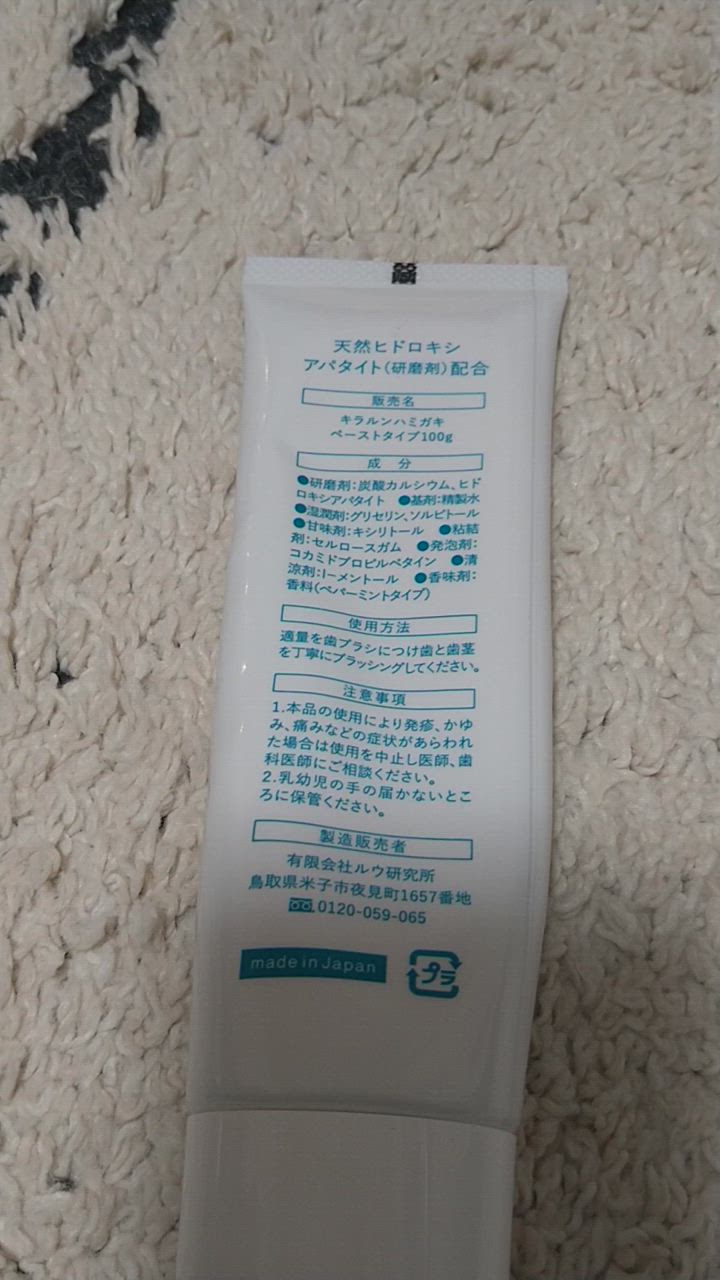 天然ヒドロキシ
アパタイト(研磨剤)配合
販売名
キラルンハミガキ
ペーストタイプ100g
成 分
●研磨剤:炭酸カルシウム、ヒド
ロキシアパタイト ●基剤:精製水
●湿潤剤:グリセリン、ソルビトール
●甘味剤:キシリトール ●粘結
剤:セルロースガム ●発泡剤:
コカミドプロピルベタイン ●清
涼剤:l-メントール ●香味剤:
香料(ペパーミントタイプ)
使用方法
適量を歯ブラシにつけ歯と歯茎
を丁寧にブラッシングしてください。
注意事項
1.本品の使用により発疹、かゆ
み、痛みなどの症状があらわれ
た場合は使用を中止し医師、歯
科医師にご相談ください。
2.乳幼児の手の届かないとこ
ろに保管ください。
製造販売者
有限会社ルウ研究所
鳥取県米子市夜見町1657番地
0120-059-065
made in Japan
プラ